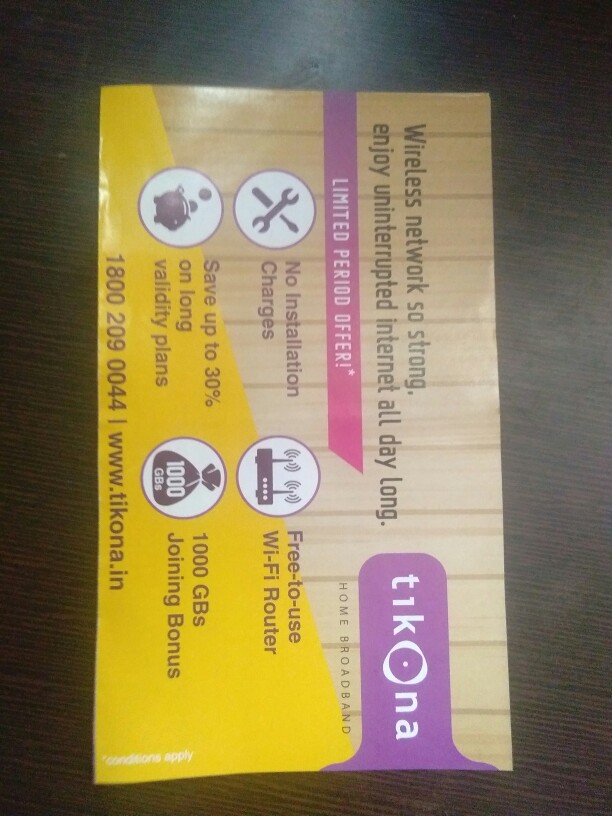 Wireless network so strong,
enjoy uninterrupted internet all day long.
tıkOna
HOME BROADBAND
LIMITED PERIOD OFFER!*
No Installation
Charges
Free-to-use
Wi-Fi Router
Save up to 30%
on long
validity plans
1000
GBs
1000 GBs
Joining Bonus
1800 209 0044 | www.tikona.in
*conditions apply